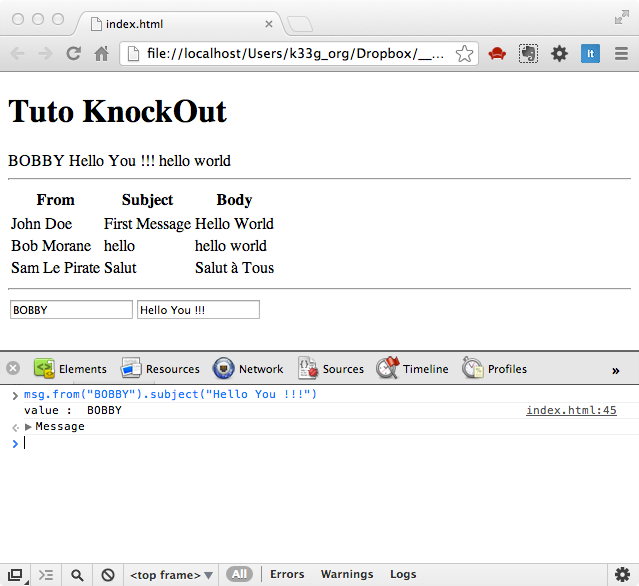 index.html
file://localhost/Users/k33g_org/Dropbox/__...
lt
Tuto KnockOut
BOBBY Hello You !!! hello world
From Subject Body
John Doe First Message Hello World
Bob Morane hello hello world
Sam Le Pirate Salut Salut à Tous
BOBBY Hello You !!!
Elements Resources Network Sources Timeline Profiles »
> msg.from("BOBBY").subject("Hello You !!!")
value : BOBBY index.html:45
Message
>
<top frame> All Errors Warnings Logs